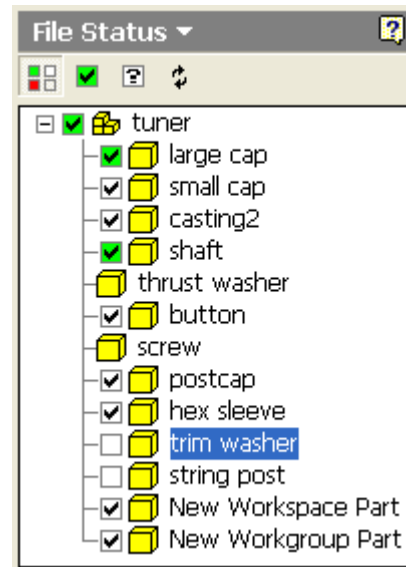 File Status
tuner
large cap
small cap
casting2
shaft
thrust washer
button
screw
postcap
hex sleeve
trim washer
string post
New Workspace Part
New Workgroup Part